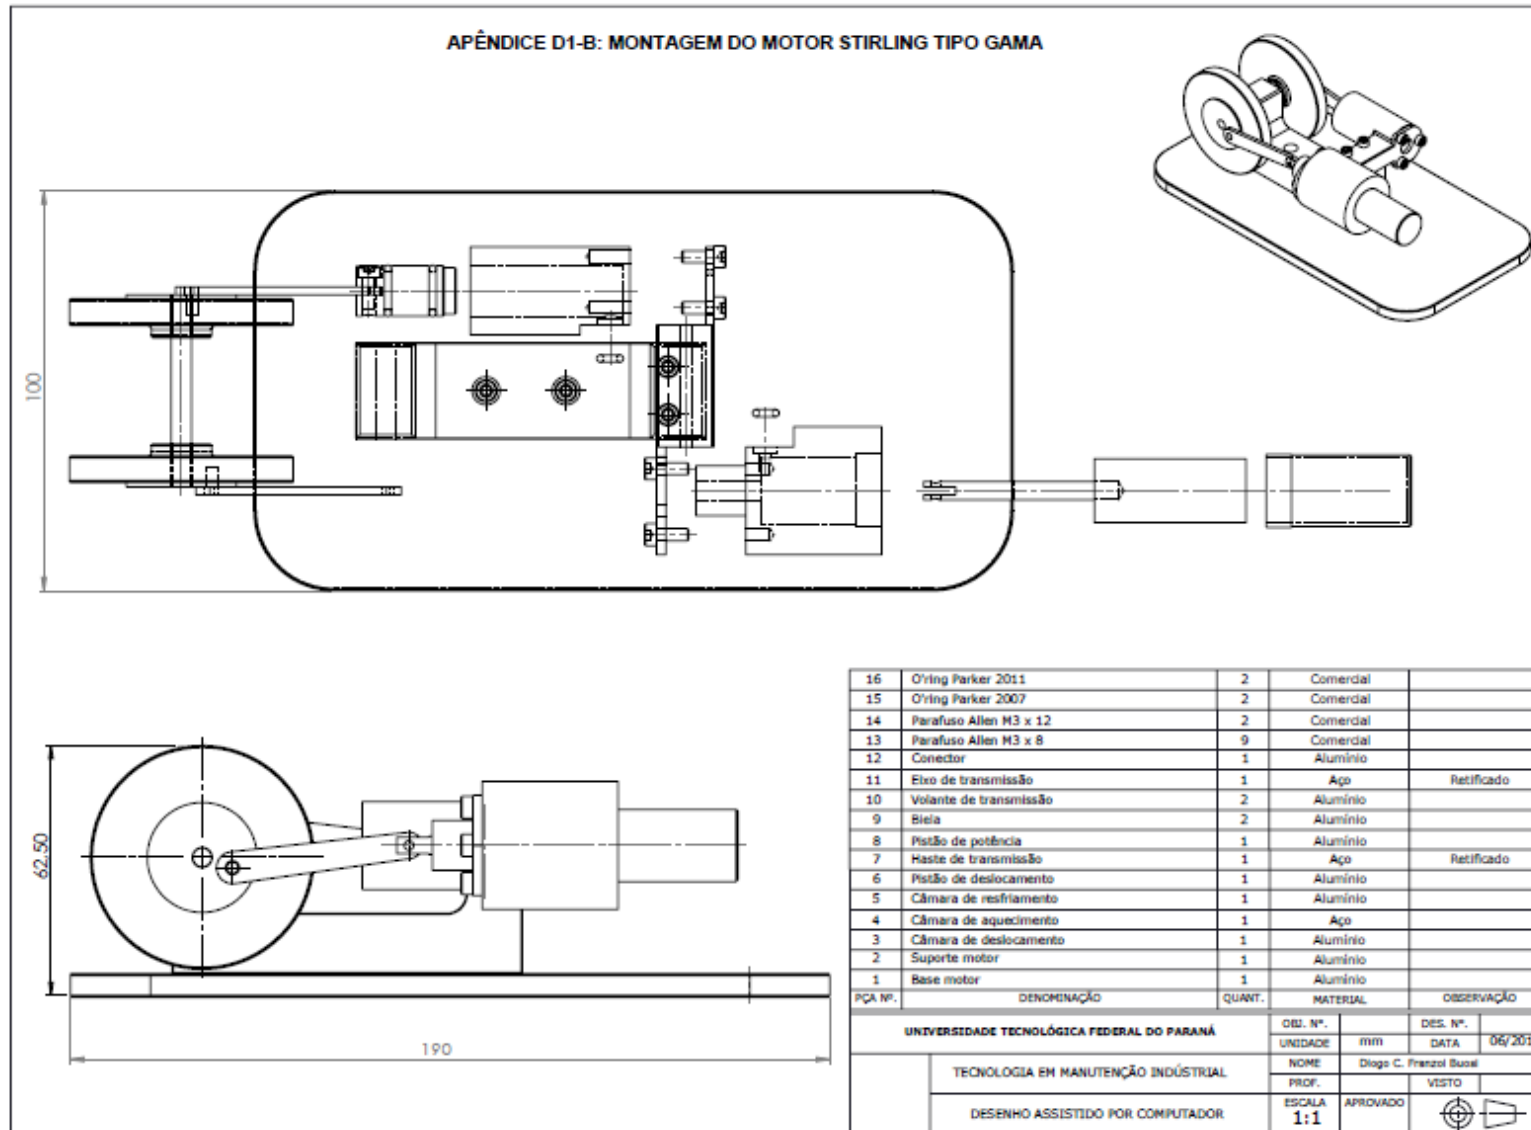 APÊNDICE D1-B: MONTAGEM DO MOTOR STIRLING TIPO GAMA
100
62.50
190
16 O'ring Parker 2011 2 Comercial
15 O'ring Parker 2007 2 Comercial
14 Parafuso Allen M3 x 12 2 Comercial
13 Parafuso Allen M3 x 8 9 Comercial
12 Conector 1 Alumínio
11 Eixo de transmissão 1 Aço Retificado
10 Volante de transmissão 2 Alumínio
9 Biela 2 Alumínio
8 Pistão de potência 1 Alumínio
7 Haste de transmissão 1 Aço Retificado
6 Pistão de deslocamento 1 Alumínio
5 Câmara de resfriamento 1 Alumínio
4 Câmara de aquecimento 1 Aço
3 Câmara de deslocamento 1 Alumínio
2 Suporte motor 1 Alumínio
1 Base motor 1 Alumínio
PÇA Nº. DENOMINAÇÃO QUANT. MATERIAL OBSERVAÇÃO
UNIVERSIDADE TECNOLÓGICA FEDERAL DO PARANÁ
OBJ. Nº. DES. Nº.
UNIDADE mm DATA 06/201
TECNOLOGIA EM MANUTENÇÃO INDÚSTRIAL
NOME Diogo C. Franzol
PROF. VISTO
DESENHO ASSISTIDO POR COMPUTADOR
ESCALA 1:1 APROVADO